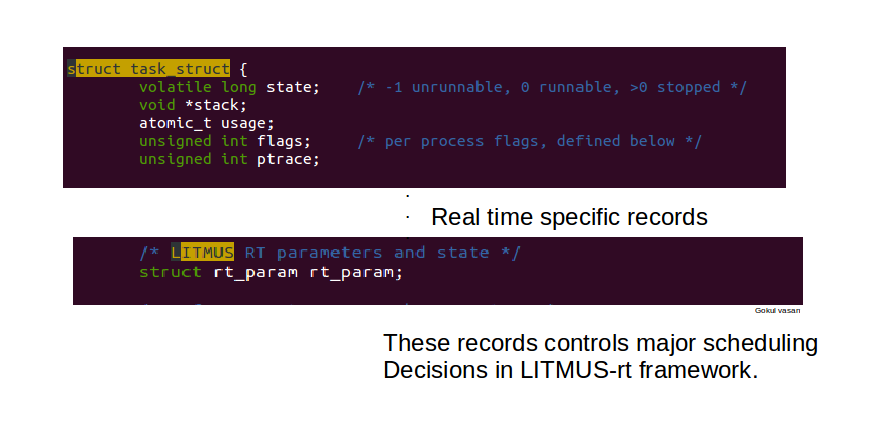 struct task_struct {
volatile long state;    /* -1 unrunnable, 0 runnable, >0 stopped */
void *stack;
atomic_t usage;
unsigned int flags;     /* per process flags, defined below */
unsigned int ptrace;
.
. Real time specific records
/* LITMUS RT parameters and state */
struct rt_param rt_param;
Gokul vasan
These records controls major scheduling
Decisions in LITMUS-rt framework.